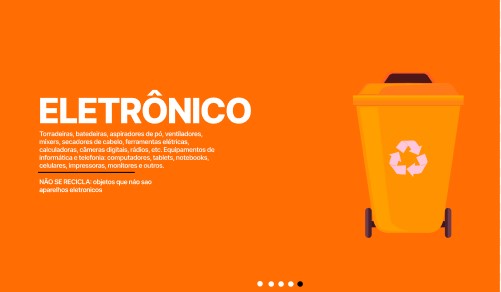 ELETRÔNICO
Torradeiras, batedeiras, aspiradores de pó, ventiladores,
mixers, secadores de cabelo, ferramentas elétricas,
calculadoras, câmeras digitais, rádios, etc. Equipamentos de
informática e telefonia: computadores, tablets, notebooks,
celulares, impressoras, monitores e outros.
NÃO SE RECICLA: objetos que não sao
aparelhos eletronicos